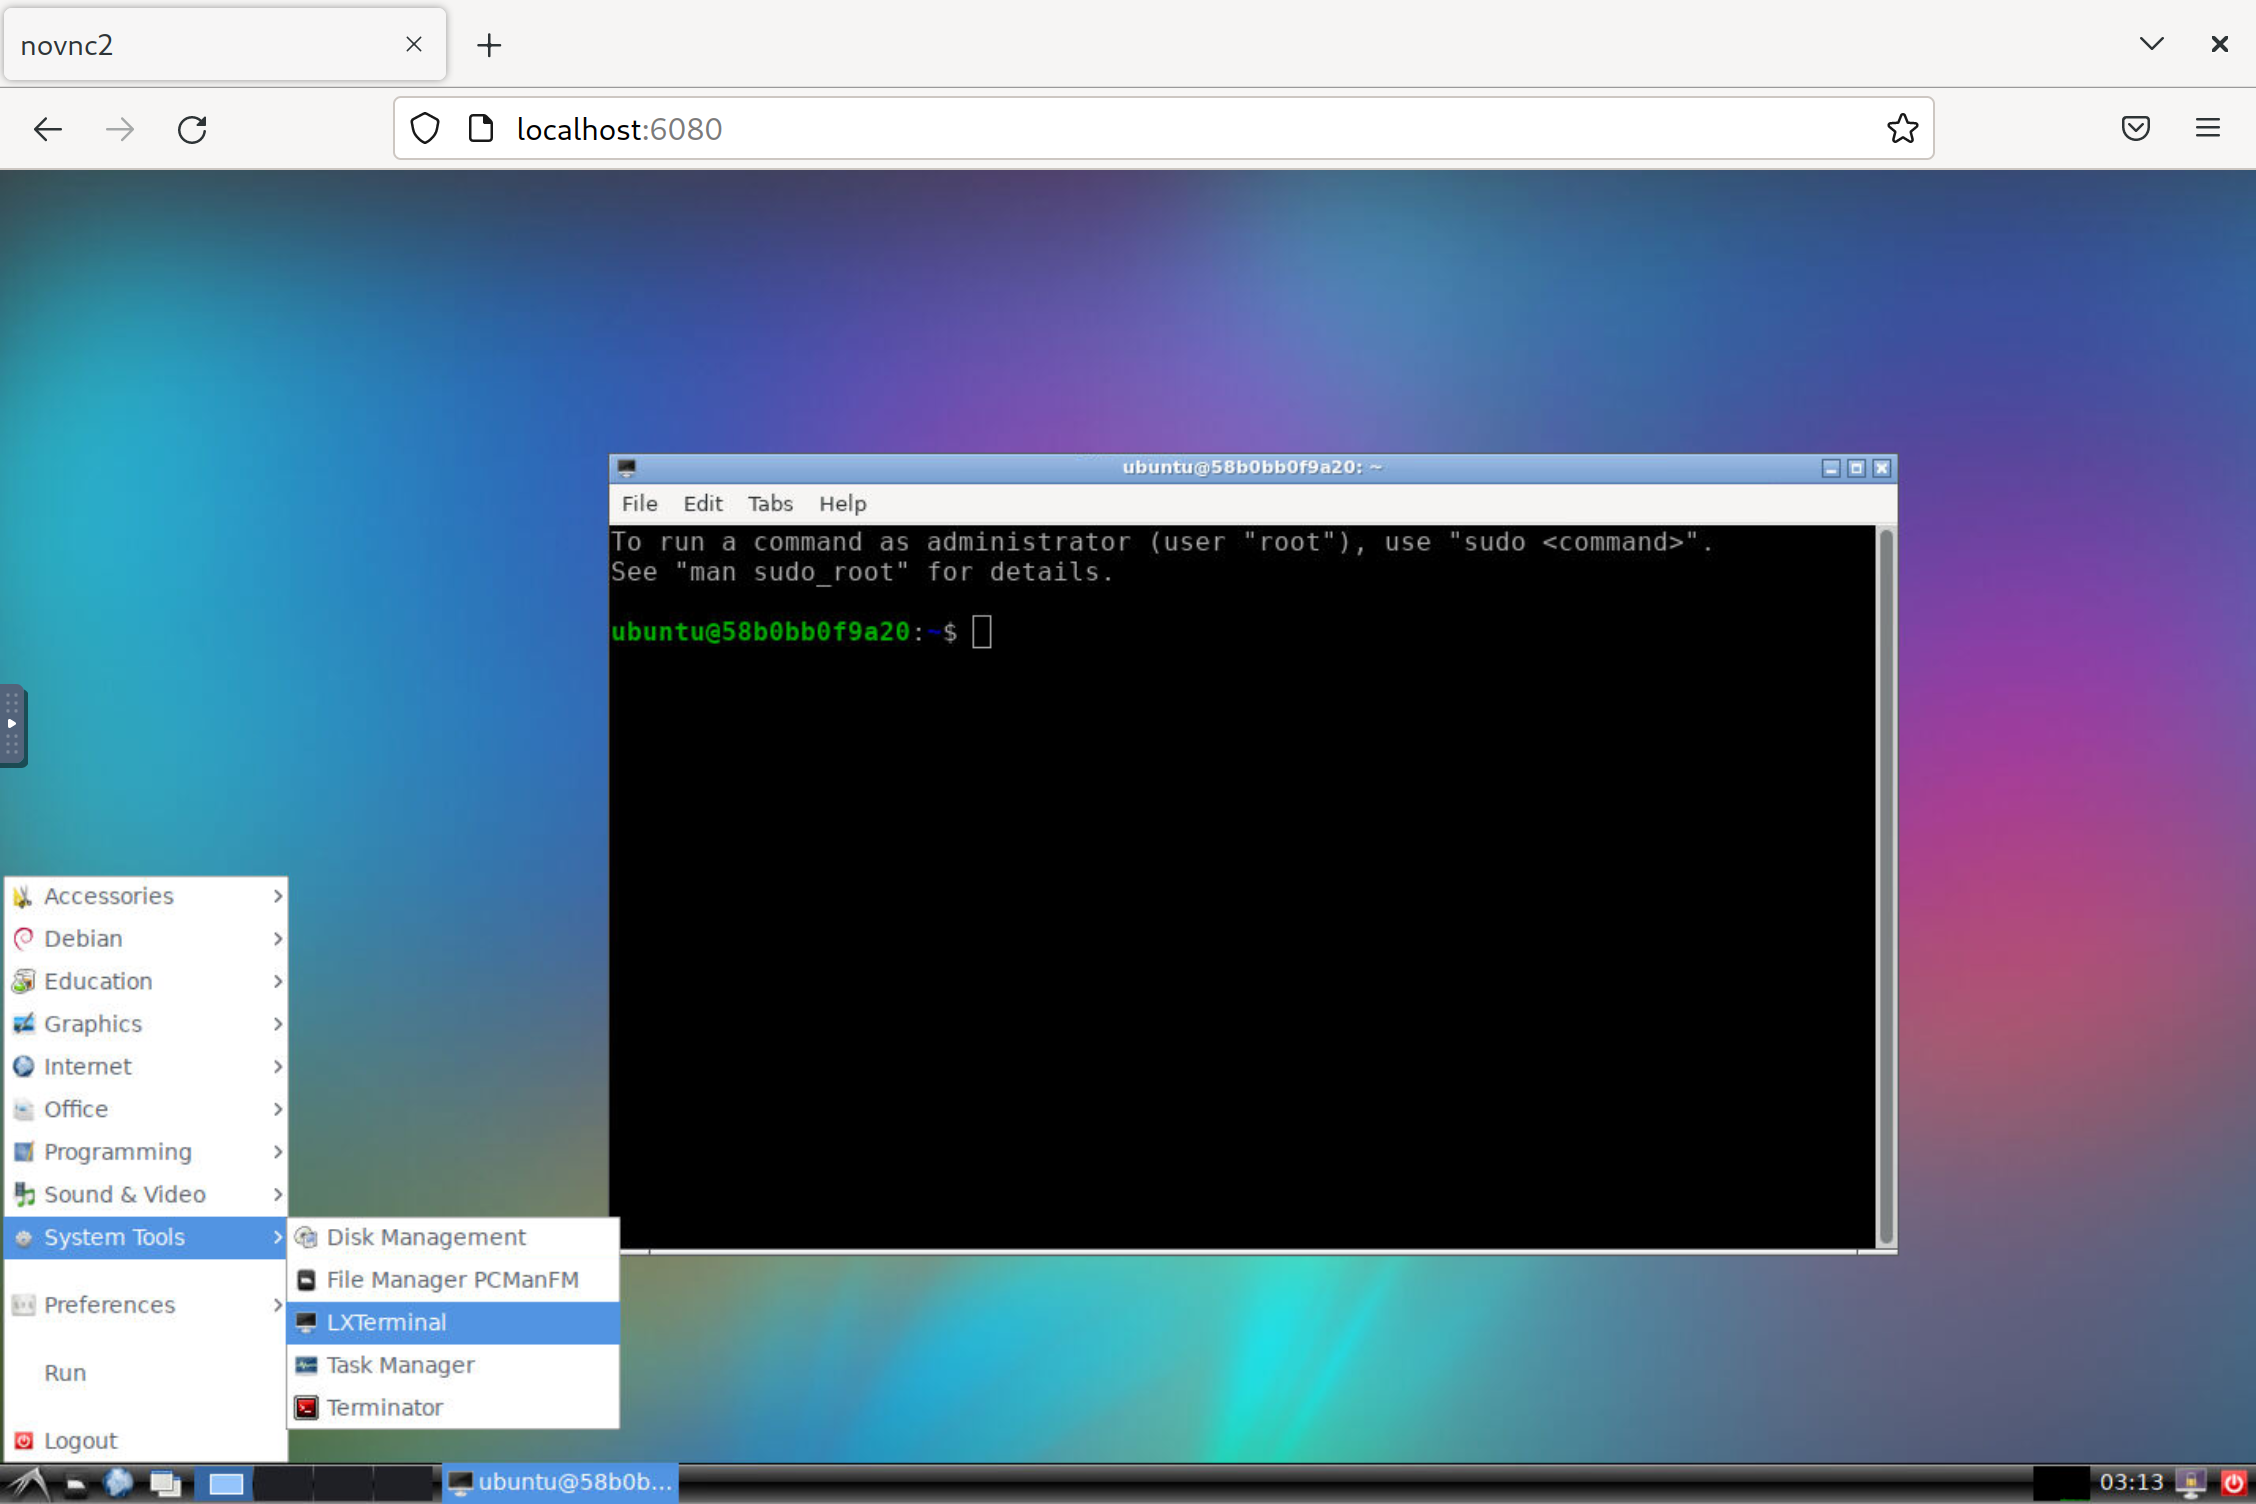 novnc2
localhost:6080
ubuntu@58b0bb0f9a20: ~
File Edit Tabs Help
To run a command as administrator (user "root"), use "sudo <command>".
See "man sudo_root" for details.
ubuntu@58b0bb0f9a20:~$
Accessories
Debian
Education
Graphics
Internet
Office
Programming
Sound & Video
System Tools
Disk Management
File Manager PCManFM
Preferences
LXTerminal
Task Manager
Run
Terminator
Logout
ubuntu@58b0b...
03:13